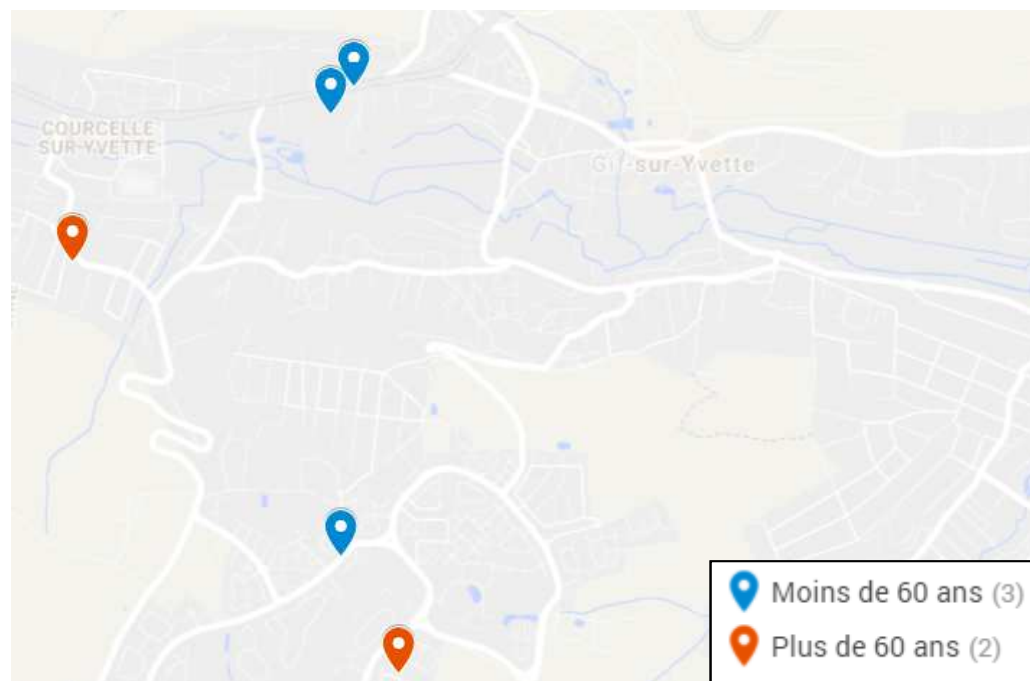 COURCELLE
SUR-YVETTE
Gif-sur-Yvette
Moins de 60 ans (3)
Plus de 60 ans (2)